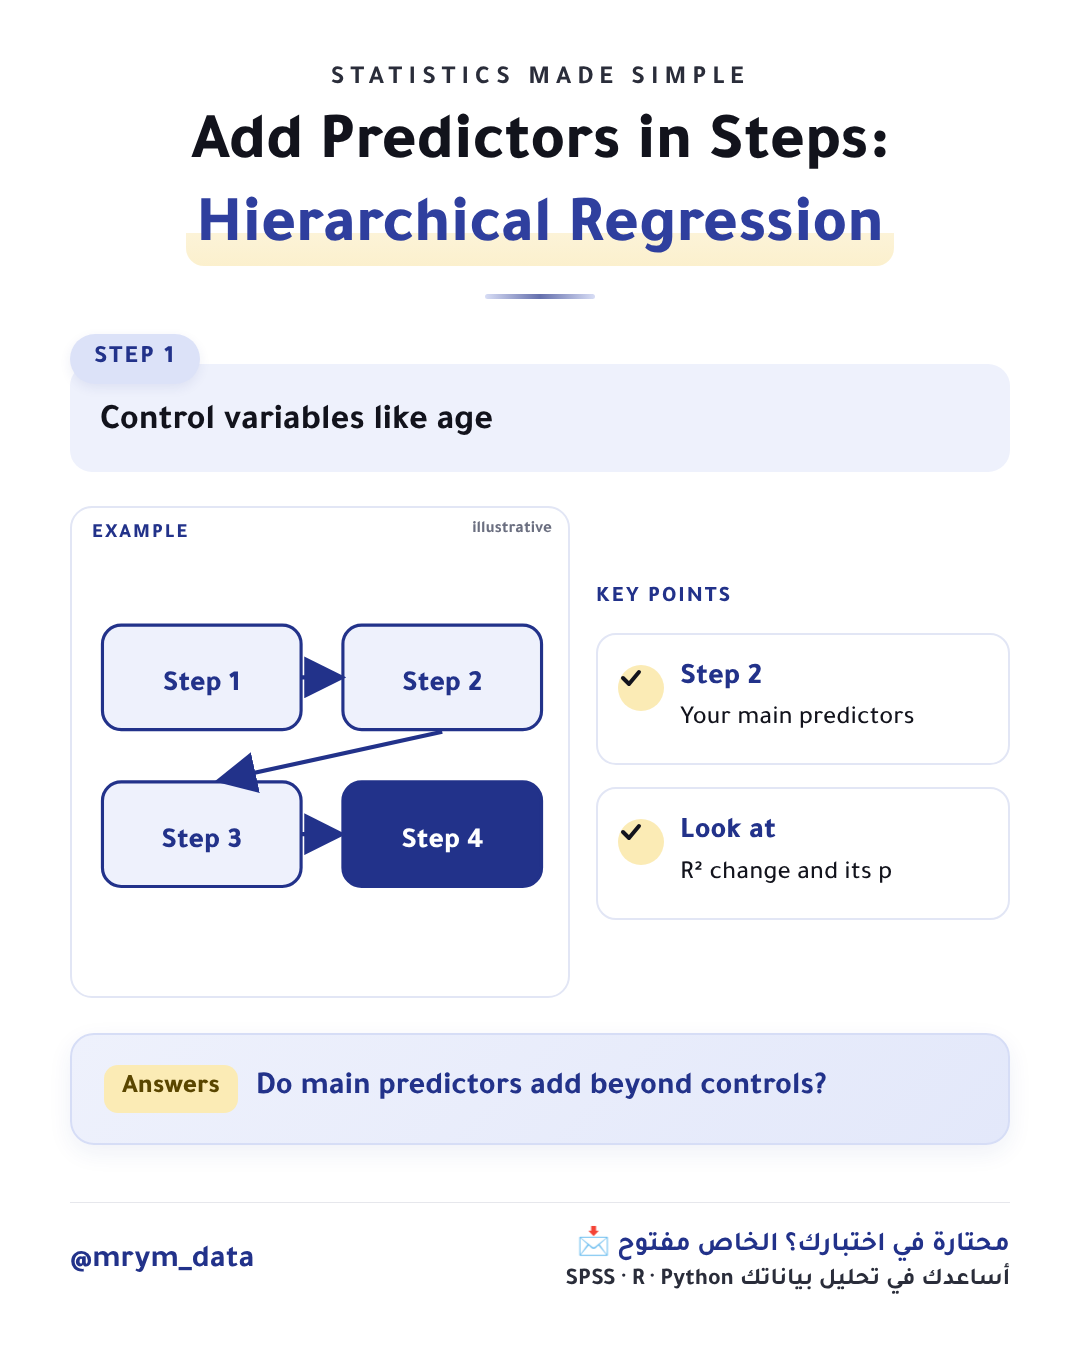 STATISTICS MADE SIMPLE
Add Predictors in Steps:
Hierarchical Regression
STEP 1
Control variables like age
EXAMPLE
illustrative
Step 1
Step 2
Step 3
Step 4
KEY POINTS
Step 2
Your main predictors
Look at
R² change and its p
Answers
Do main predictors add beyond controls?
@mrym_data
محتارة في اختبارك؟ الخاص مفتوح 📩
أساعدك في تحليل بياناتك SPSS · R · Python